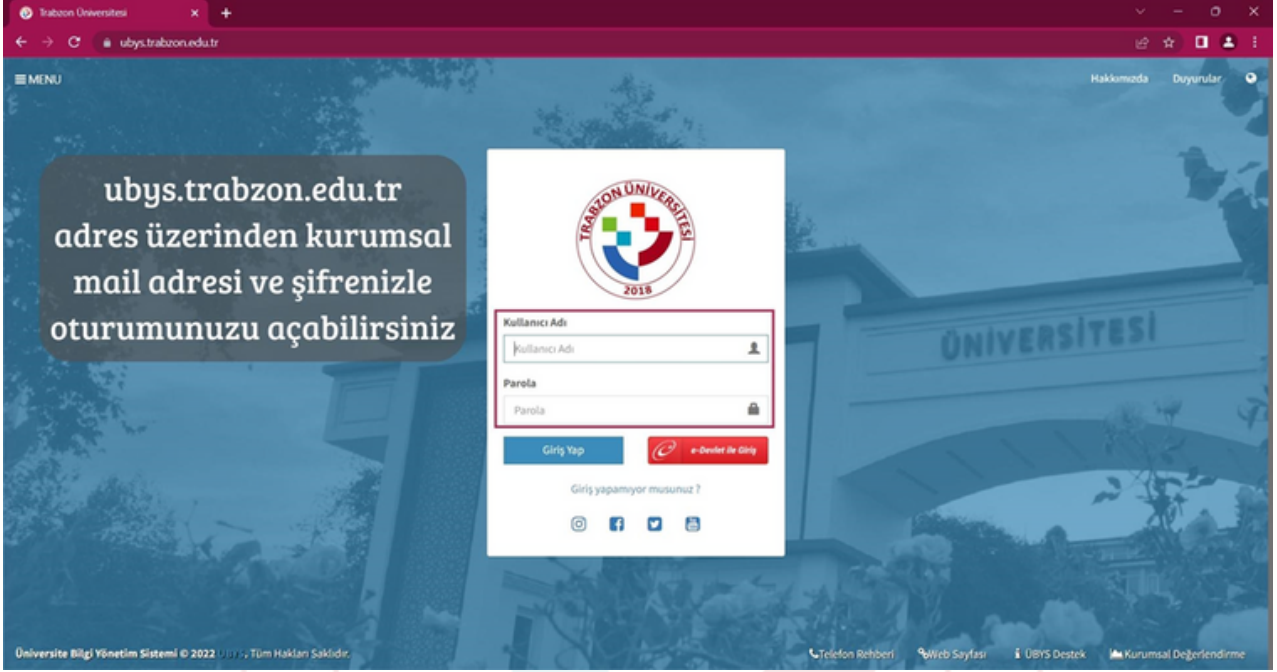 Trabzon Üniversitesi
ubys.trabzon.edu.tr
MENU
Hakkımızda Duyurular
ubys.trabzon.edu.tr
adres üzerinden kurumsal
mail adresi ve şifrenizle
oturumunuzu açabilirsiniz
TRABZON ÜNİVERSİTESİ
2018
Kullanıcı Adı
Kullanıcı Adı
Parola
Parola
Giriş Yap e-Devlet ile Giriş
Giriş yapamıyor musunuz ?
ÜNİVERSİTESİ
Üniversite Bilgi Yönetim Sistemi © 2022 UBYS, Tüm Hakları Saklıdır.
Telefon Rehberi Web Sayfası ÜBYS Destek Kurumsal Değerlendirme